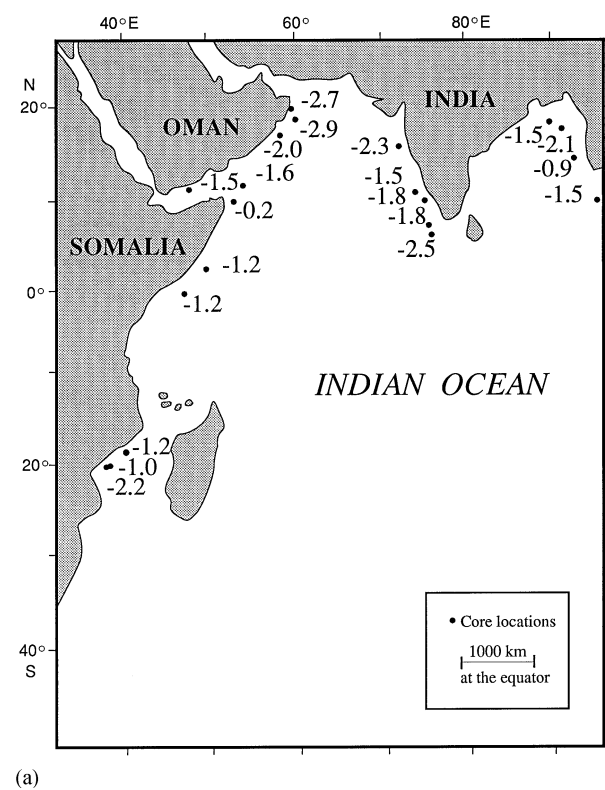 40°E 60°E 80°E
N
20°
0°
20°
40°
S
OMAN
INDIA
SOMALIA
-2.7
-2.9
-2.0
-1.6
-1.5
-0.2
-1.2
-1.2
-2.3
-1.5
-1.8
-1.8
-2.5
-1.5
-2.1
-0.9
-1.5
INDIAN OCEAN
-1.2
-1.0
-2.2
Core locations
1000 km
at the equator
(a)